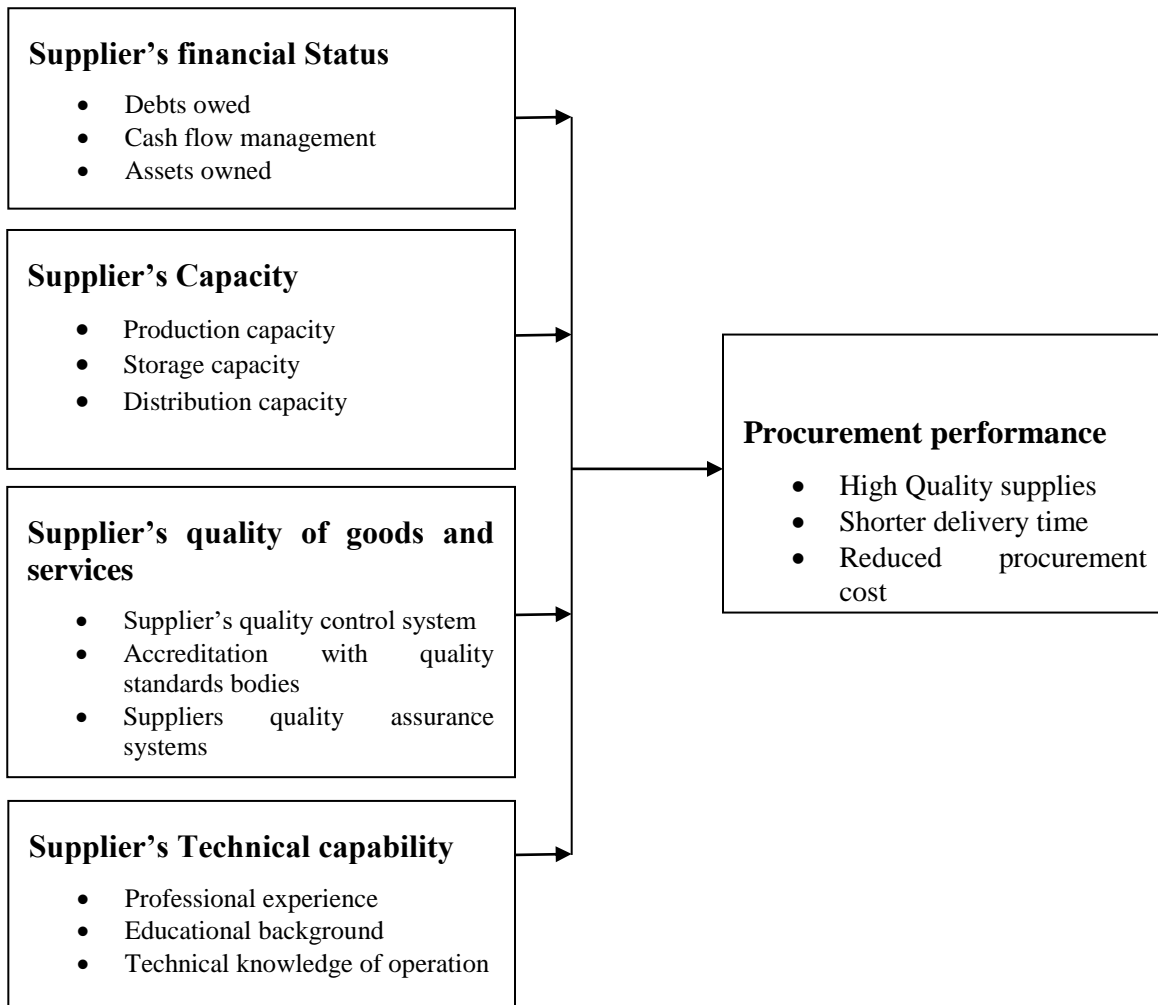 Supplier’s financial Status
• Debts owed
• Cash flow management
• Assets owned
Supplier’s Capacity
• Production capacity
• Storage capacity
• Distribution capacity
Supplier’s quality of goods and
services
• Supplier’s quality control system
• Accreditation with quality
standards bodies
• Suppliers quality assurance
systems
Supplier’s Technical capability
• Professional experience
• Educational background
• Technical knowledge of operation
Procurement performance
• High Quality supplies
• Shorter delivery time
• Reduced procurement
cost